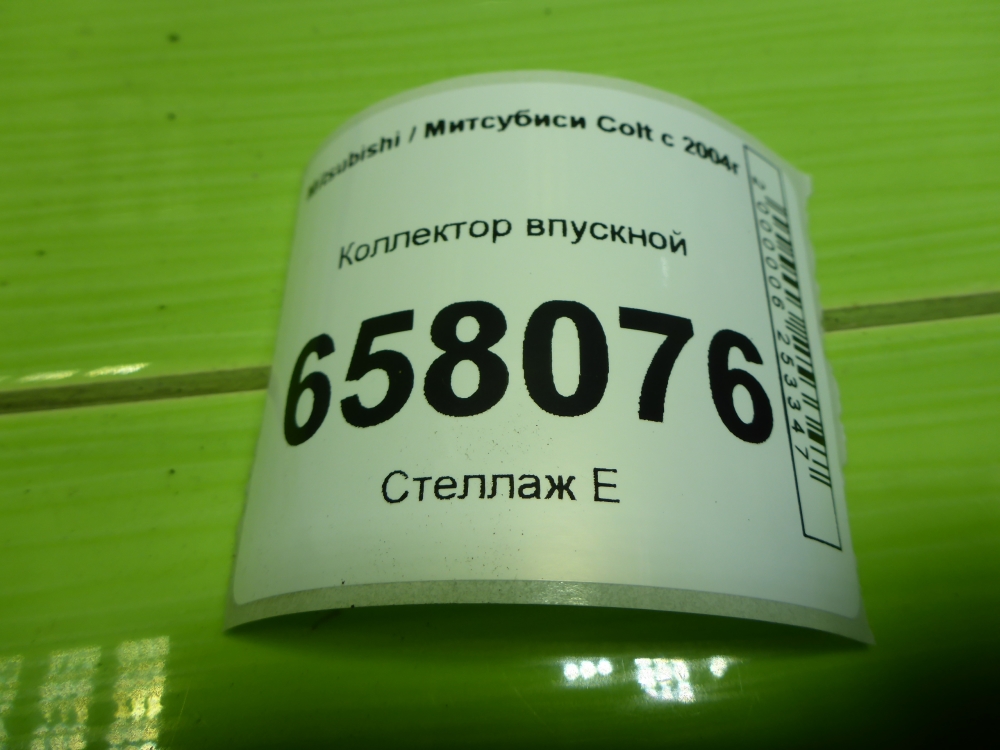 Mitsubishi / Митсубиси Colt с 2004г
Коллектор впускной
658076
Стеллаж Е
2000006253347